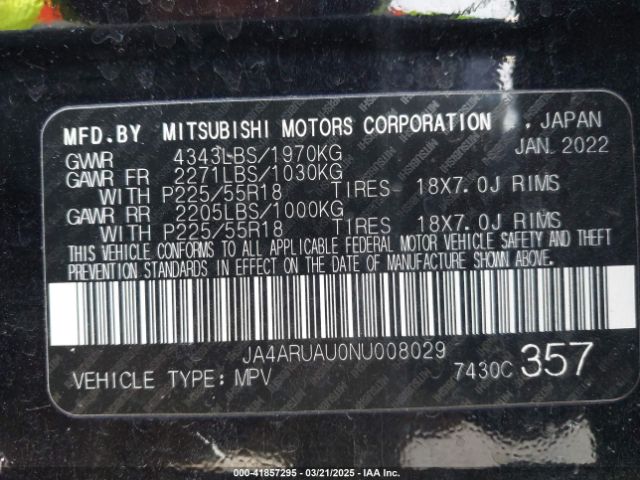 MFD.BY MITSUBISHI MOTORS CORPORATION , JAPAN
GVWR 4343LBS/1970KG JAN. 2022
GAWR FR 2271LBS/1030KG
WITH P225/55R18 TIRES 18X7.0J RIMS
GAWR RR 2205LBS/1000KG
WITH P225/55R18 TIRES 18X7.0J RIMS
THIS VEHICLE CONFORMS TO ALL APPLICABLE FEDERAL MOTOR VEHICLE SAFETY AND THEFT
PREVENTION STANDARDS IN EFFECT ON THE DATE OF MANUFACTURE SHOWN ABOVE.
JA4ARUAU0NU008029
VEHICLE TYPE: MPV 7430C 357
000-41857295 - 03/21/2025 - IAA Inc.